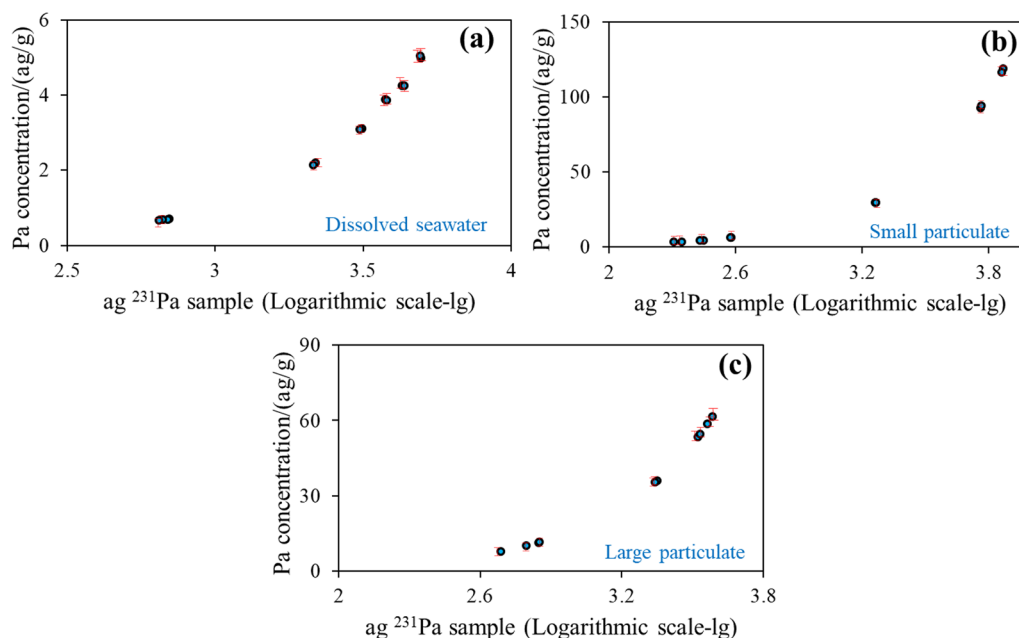 (a)
Pa concentration/(ag/g)
6
4
2
0
2.5 3 3.5 4
Dissolved seawater
ag ²³¹Pa sample (Logarithmic scale-lg)
(b)
Pa concentration/(ag/g)
150
100
50
0
2 2.6 3.2 3.8
Small particulate
ag ²³¹Pa sample (Logarithmic scale-lg)
(c)
Pa concentration/(ag/g)
90
60
30
0
2 2.6 3.2 3.8
Large particulate
ag ²³¹Pa sample (Logarithmic scale-lg)